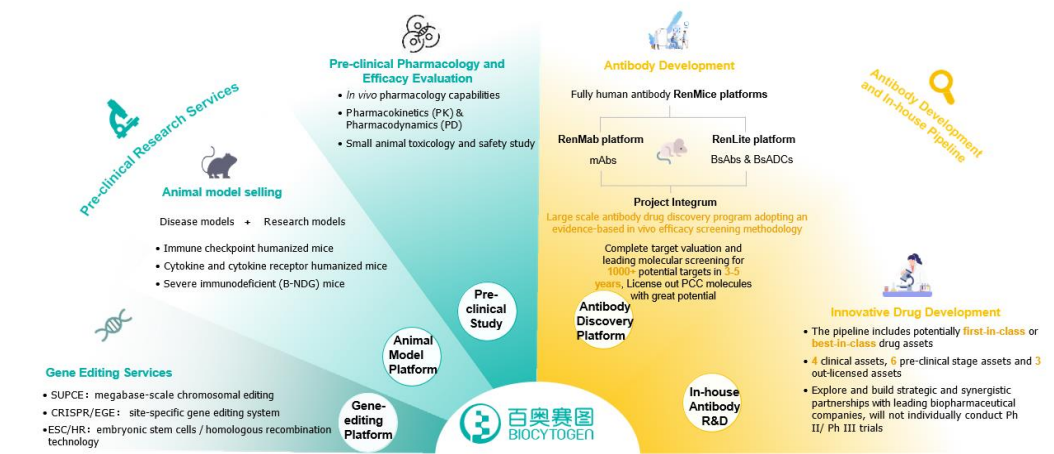 Pre-clinical Research Services
Gene Editing Services
• SUPCE: megabase-scale chromosomal editing
• CRISPR/EGE: site-specific gene editing system
•ESC/HR: embryonic stem cells / homologous recombination
technology
Animal model selling
Disease models + Research models
• Immune checkpoint humanized mice
• Cytokine and cytokine receptor humanized mice
• Severe immunodeficient (B-NDG) mice
Pre-clinical Pharmacology and
Efficacy Evaluation
• In vivo pharmacology capabilities
• Pharmacokinetics (PK) &
Pharmacodynamics (PD)
• Small animal toxicology and safety study
Gene-
editing
Platform
Animal
Model
Platform
Pre-
clinical
Study
百奥赛图
BIOCYTOGEN
Antibody Development
Fully human antibody RenMice platforms
RenMab platform
mAbs
RenLite platform
BsAbs & BsADCs
Project Integrum
Large scale antibody drug discovery program adopting an
evidence-based in vivo efficacy screening methodology
Complete target valuation and
leading molecular screening for
1000+ potential targets in 3-5
years, License out PCC molecules
with great potential
Antibody
Discovery
Platform
In-house
Antibody
R&D
Antibody Development
and In-house Pipeline
Innovative Drug Development
• The pipeline includes potentially first-in-class or
best-in-class drug assets
• 4 clinical assets, 6 pre-clinical stage assets and 3
out-licensed assets
• Explore and build strategic and synergistic
partnerships with leading biopharmaceutical
companies, will not individually conduct Ph
II/ Ph III trials